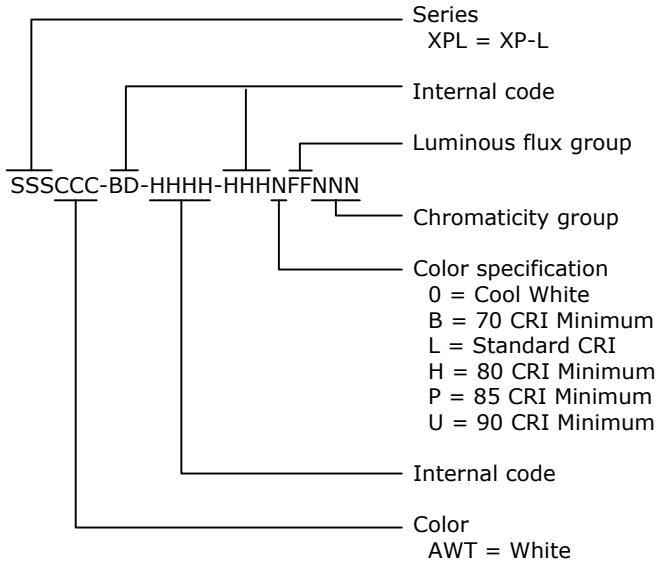 Series
XPL = XP-L
Internal code
Luminous flux group
SSSCCC-BD-HHHH-HHHNFFNNN
Chromaticity group
Color specification
0 = Cool White
B = 70 CRI Minimum
L = Standard CRI
H = 80 CRI Minimum
P = 85 CRI Minimum
U = 90 CRI Minimum
Internal code
Color
AWT = White